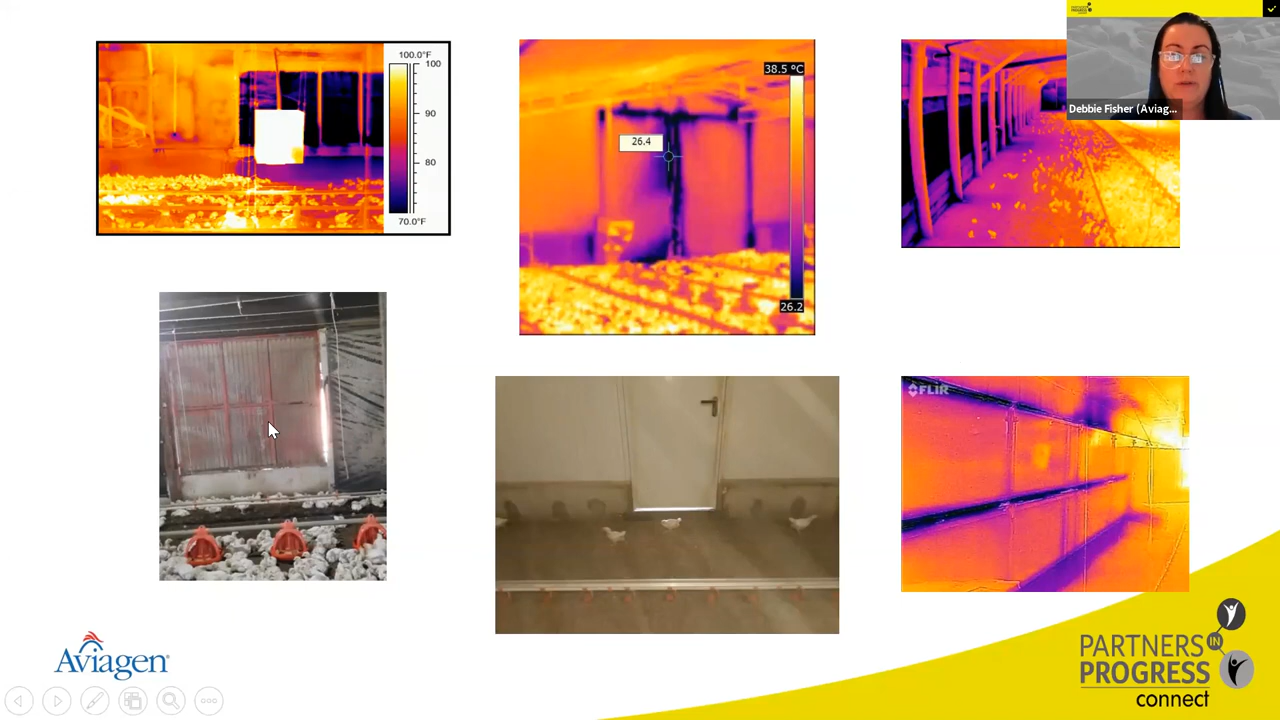 100.0°F
100
90
80
70.0°F
38.5 °C
26.4
26.2
Debbie Fisher (Aviag...
FLIR
Aviagen
PARTNERS
IN
PROGRESS
connect